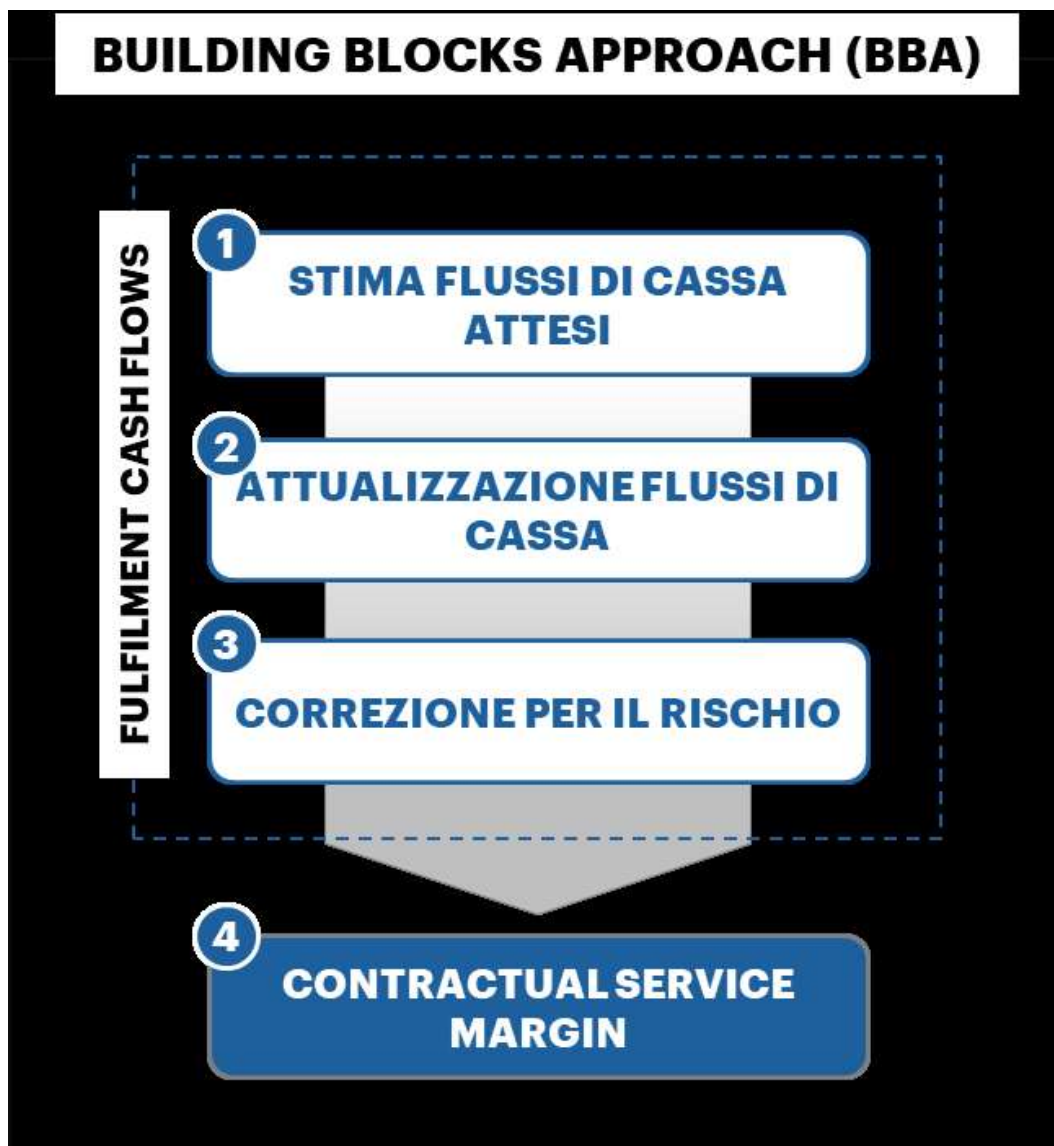 BUILDING BLOCKS APPROACH (BBA)
FULFILMENT CASH FLOWS
1
STIMA FLUSSI DI CASSA
ATTESI
2
ATTUALIZZAZIONE FLUSSI DI
CASSA
3
CORREZIONE PER IL RISCHIO
4
CONTRACTUAL SERVICE
MARGIN